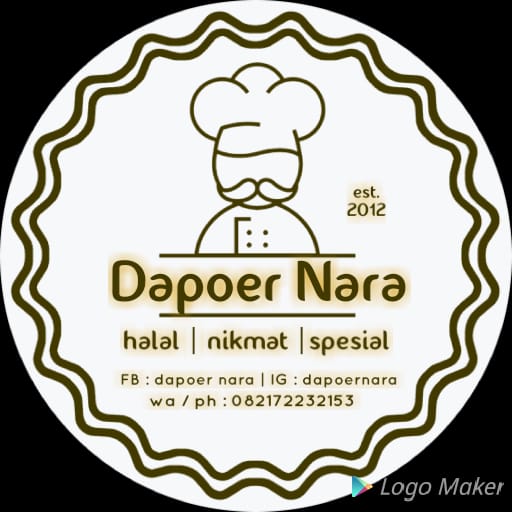 est.
2012
Dapoer Nara
halal | nikmat | spesial
FB : dapoer nara | IG : dapoernara
wa / ph : 082172232153
Logo Maker